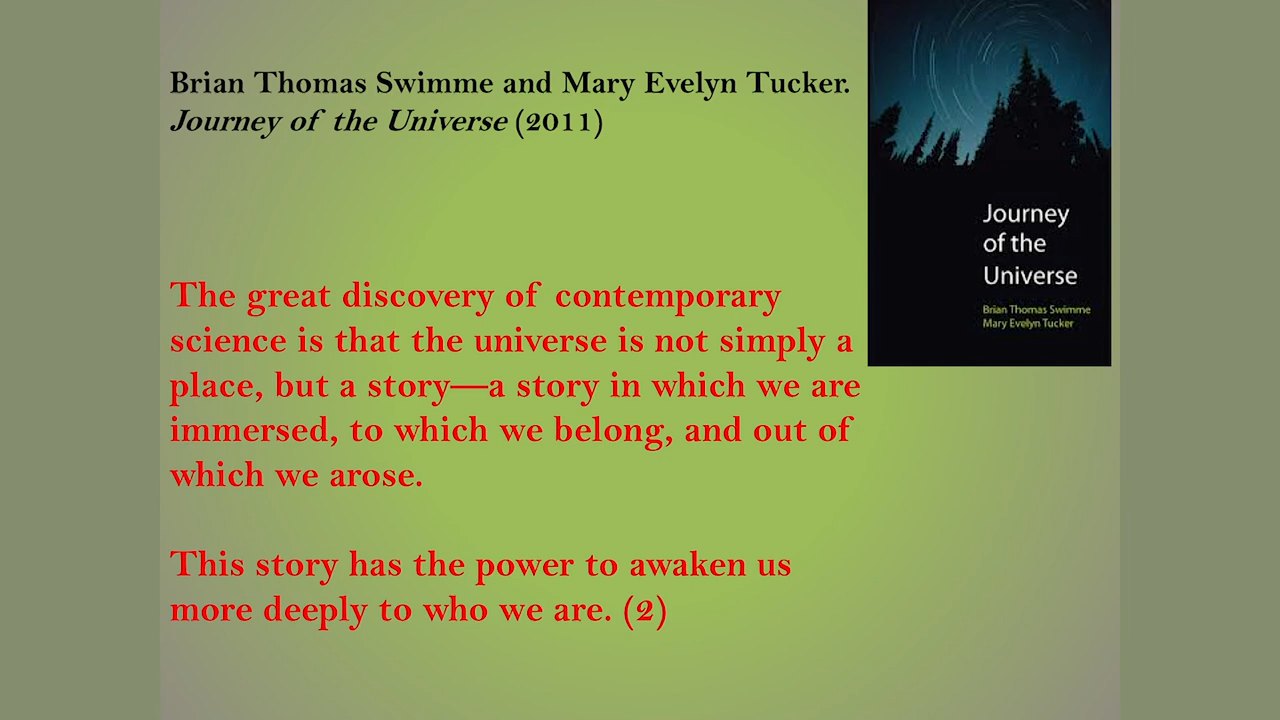 Brian Thomas Swimme and Mary Evelyn Tucker.
Journey of the Universe (2011)
Journey
of the
Universe
Brian Thomas Swimme
Mary Evelyn Tucker
The great discovery of contemporary
science is that the universe is not simply a
place, but a story—a story in which we are
immersed, to which we belong, and out of
which we arose.
This story has the power to awaken us
more deeply to who we are. (2)